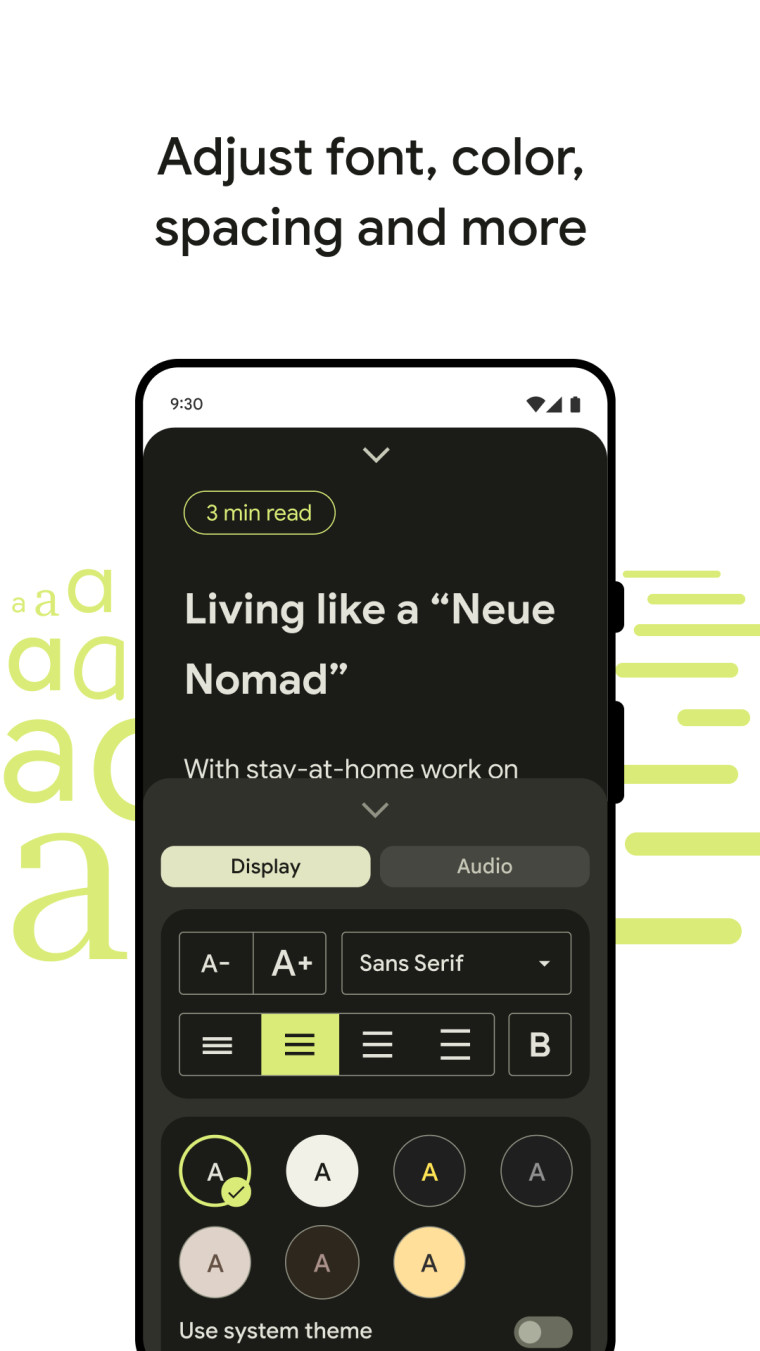 Adjust font, color,
spacing and more
9:30
3 min read
Living like a “Neue
Nomad”
With stay-at-home work on
Display
Audio
a a a
a a
a a
a
A-
A+
Sans Serif
B
A
A
A
A
A
A
A
Use system theme